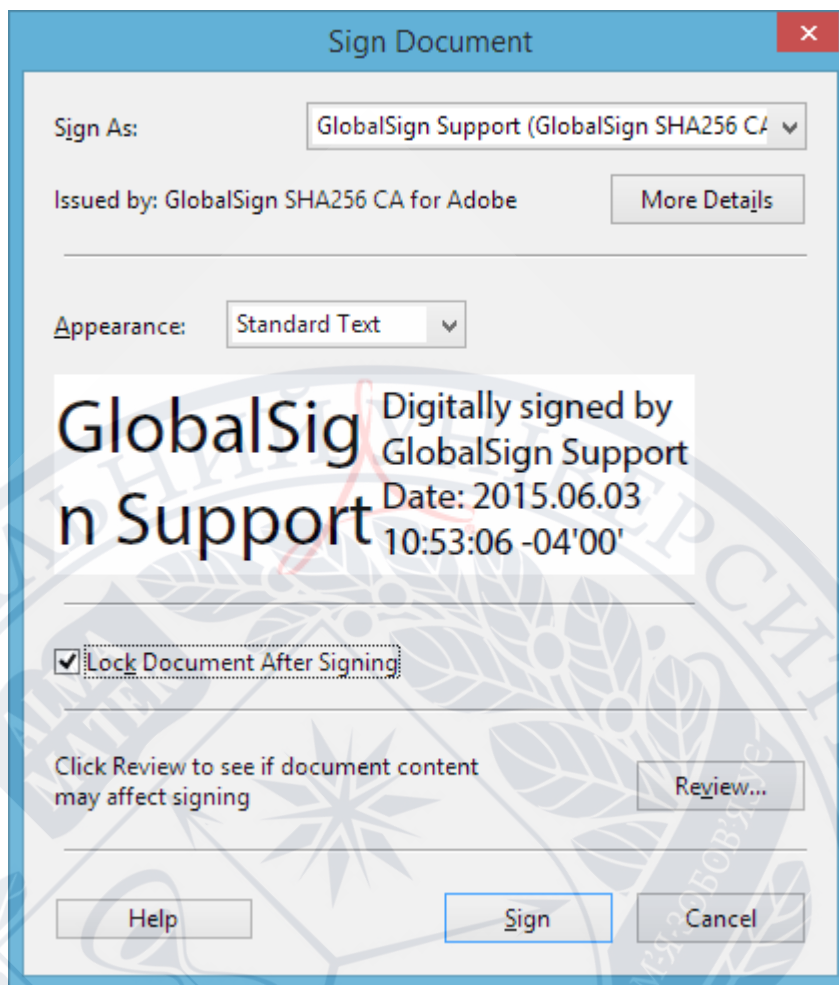 Sign Document
Sign As:
GlobalSign Support (GlobalSign SHA256 CA
Issued by: GlobalSign SHA256 CA for Adobe
More Details
Appearance:
Standard Text
GlobalSig
n Support
Digitally signed by
GlobalSign Support
Date: 2015.06.03
10:53:06 -04'00'
Lock Document After Signing
Click Review to see if document content
may affect signing
Review...
Help
Sign
Cancel
ALMA
MATER